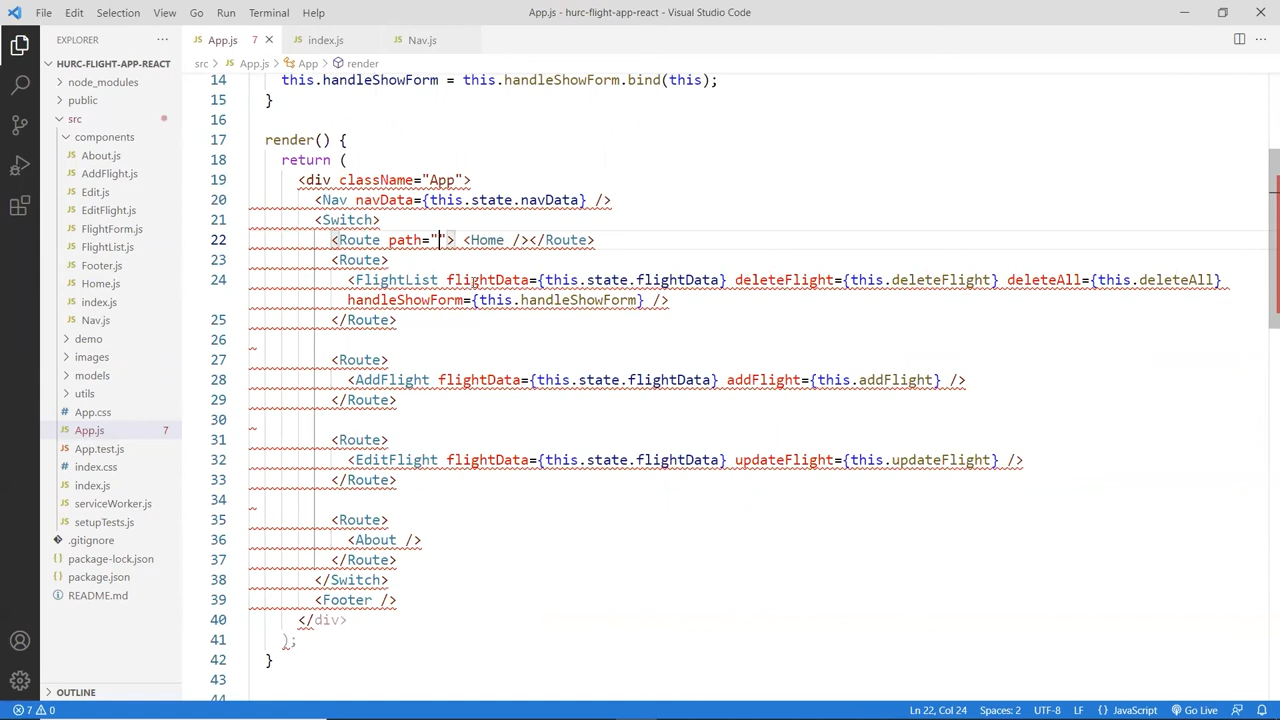 File Edit Selection View Go Run Terminal Help
App.js - hurc-flight-app-react - Visual Studio Code
EXPLORER
HURC-FLIGHT-APP-REACT
node_modules
public
src
components
About.js
AddFlight.js
Edit.js
EditFlight.js
FlightForm.js
FlightList.js
Footer.js
Home.js
index.js
Nav.js
demo
images
models
utils
App.css
App.js 7
App.test.js
index.css
index.js
serviceWorker.js
setupTests.js
.gitignore
package-lock.json
package.json
README.md
OUTLINE
App.js 7 index.js Nav.js
src App.js App render
14 this.handleShowForm = this.handleShowForm.bind(this);
15 }
16
17 render() {
18 return (
19 <div className="App">
20 <Nav navData={this.state.navData} />
21 <Switch>
22 <Route path=""> <Home /></Route>
23 <Route>
24 <FlightList flightData={this.state.flightData} deleteFlight={this.deleteFlight} deleteAll={this.deleteAll}
handleShowForm={this.handleShowForm} />
25 </Route>
26
27 <Route>
28 <AddFlight flightData={this.state.flightData} addFlight={this.addFlight} />
29 </Route>
30
31 <Route>
32 <EditFlight flightData={this.state.flightData} updateFlight={this.updateFlight} />
33 </Route>
34
35 <Route>
36 <About />
37 </Route>
38 </Switch>
39 <Footer />
40 </div>
41 );
42 }
43
44
7 0 Ln 22, Col 24 Spaces: 2 UTF-8 LF JavaScript Go Live